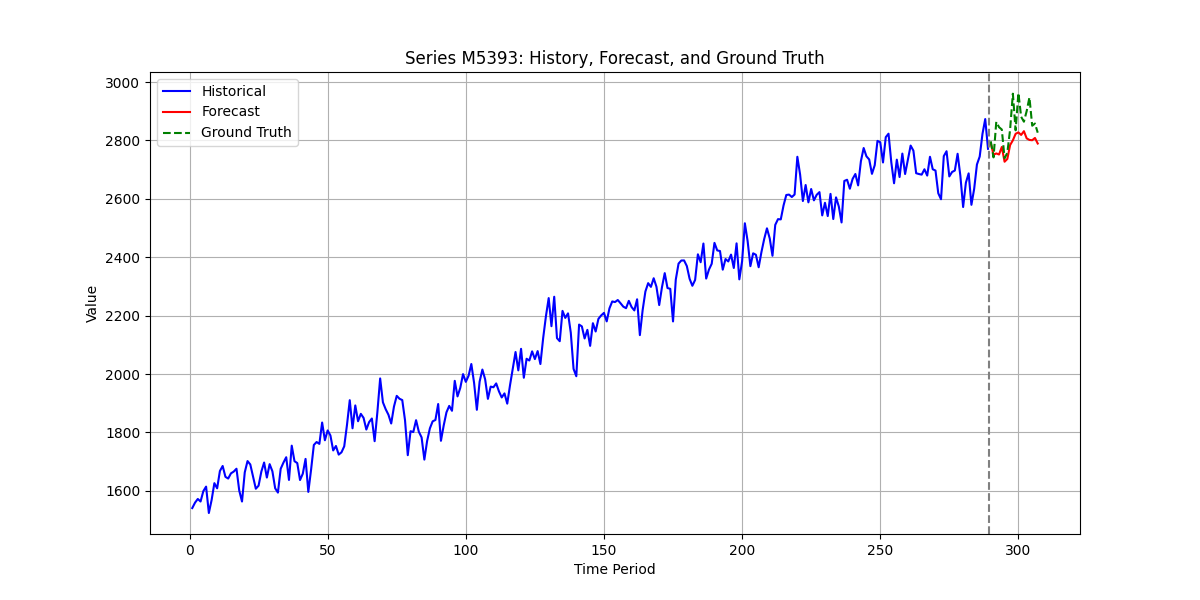 Series M5393: History, Forecast, and Ground Truth
Historical
Forecast
Ground Truth
3000
2800
2600
2400
2200
2000
1800
1600
Value
0 50 100 150 200 250 300
Time Period